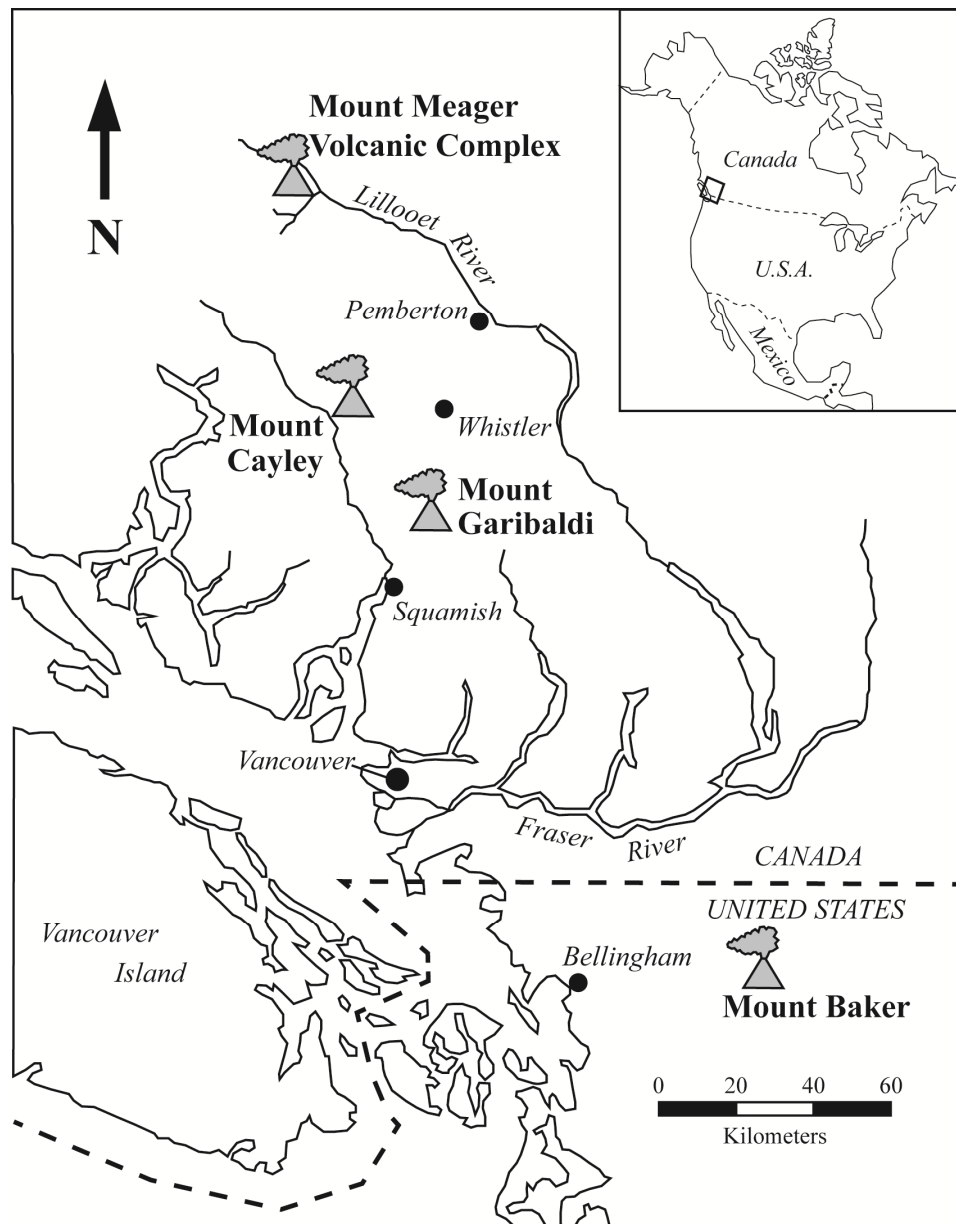 Mount Meager
Volcanic Complex
N
Lillooet
River
Pemberton
Mount
Cayley
Whistler
Mount
Garibaldi
Squamish
Vancouver
Fraser
River
CANADA
UNITED STATES
Vancouver
Island
Bellingham
Mount Baker
0 20 40 60
Kilometers
Canada
U.S.A.
Mexico